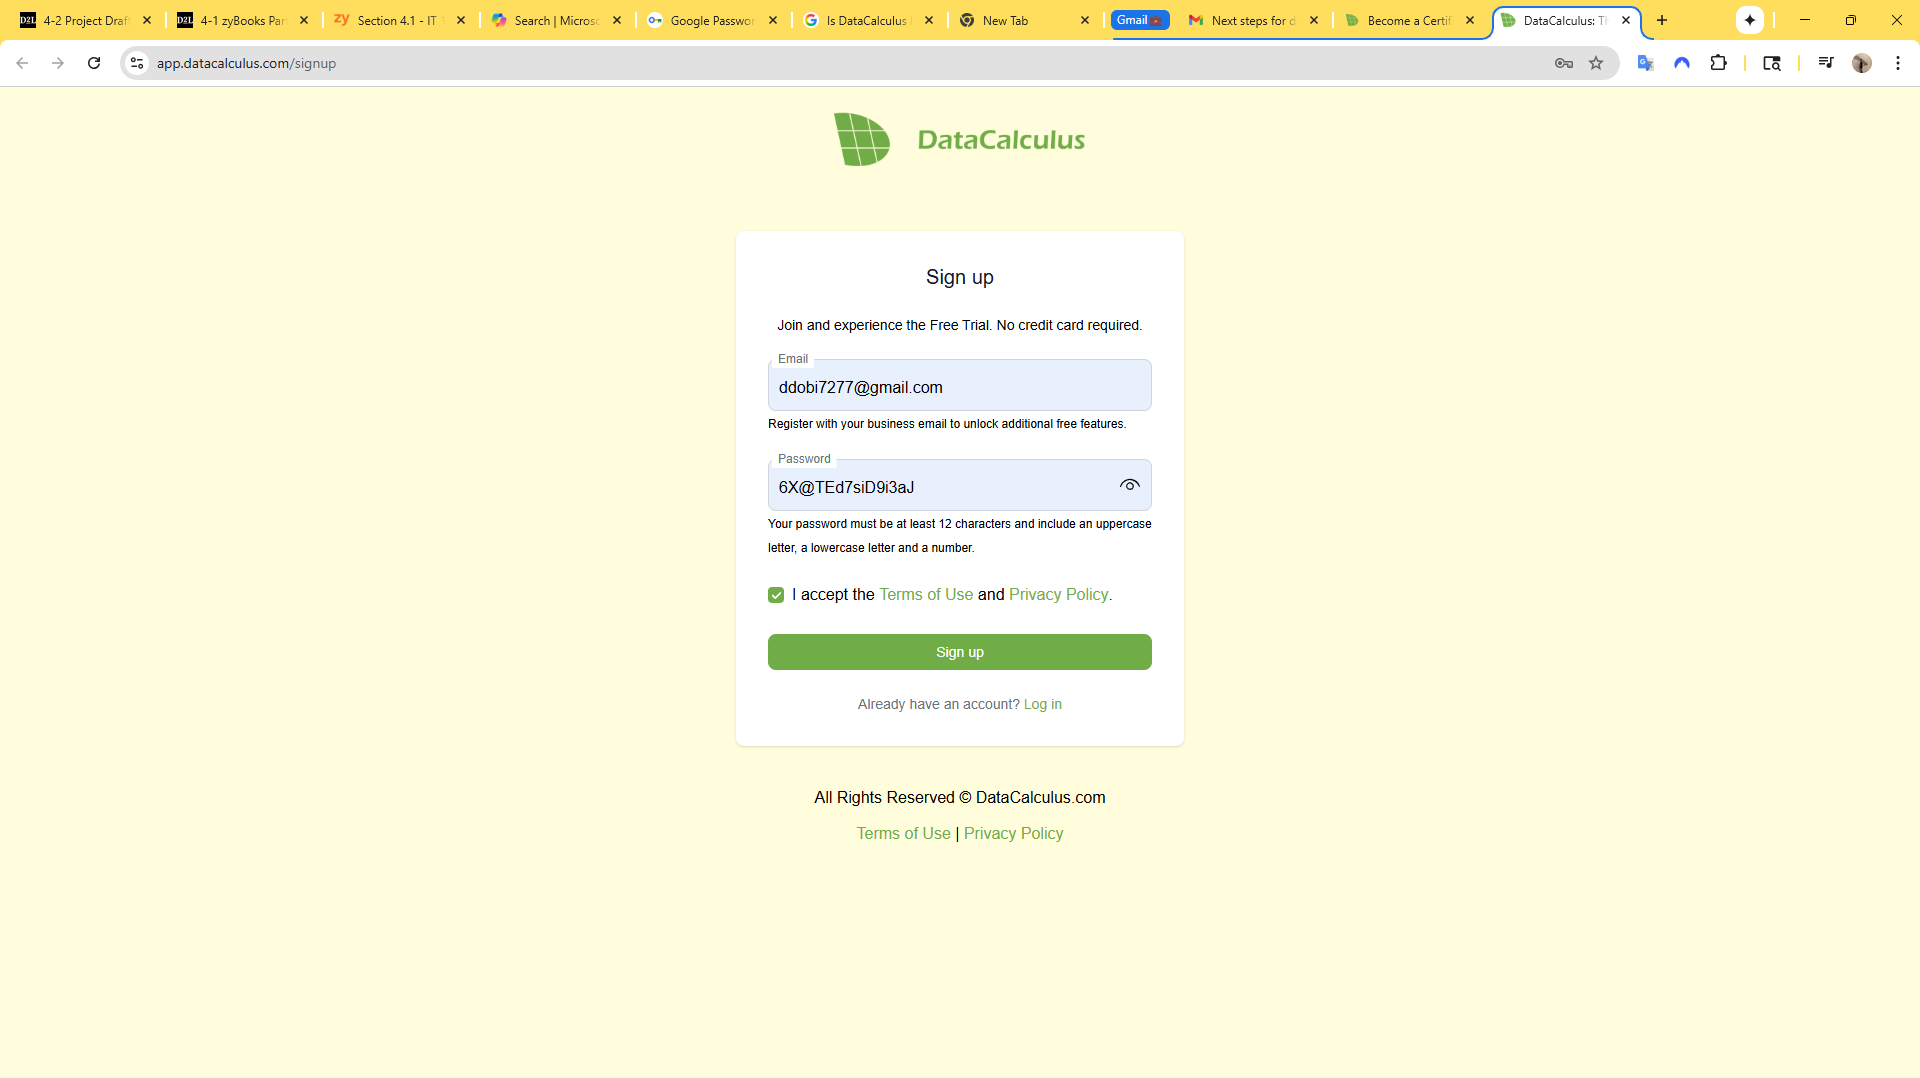 4-2 Project Draf
4-1 zyBooks Par
zy Section 4.1 - IT 1
Search | Microso
Google Passwor
Is DataCalculus
New Tab
Gmail
Next steps for d
Become a Certif
DataCalculus: Th
app.datacalculus.com/signup
DataCalculus
Sign up
Join and experience the Free Trial. No credit card required.
Email
ddobi7277@gmail.com
Register with your business email to unlock additional free features.
Password
6X@TEd7siD9i3aJ
Your password must be at least 12 characters and include an uppercase
letter, a lowercase letter and a number.
I accept the Terms of Use and Privacy Policy.
Sign up
Already have an account? Log in
All Rights Reserved © DataCalculus.com
Terms of Use | Privacy Policy